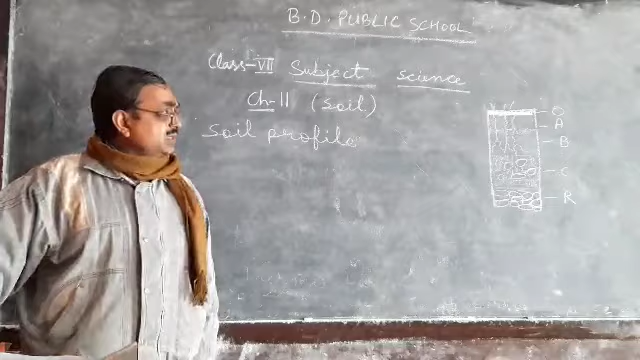 B.D. PUBLIC SCHOOL
Class-VII Subject science
Ch-11 (Soil)
Soil profile
O
A
B
C
R